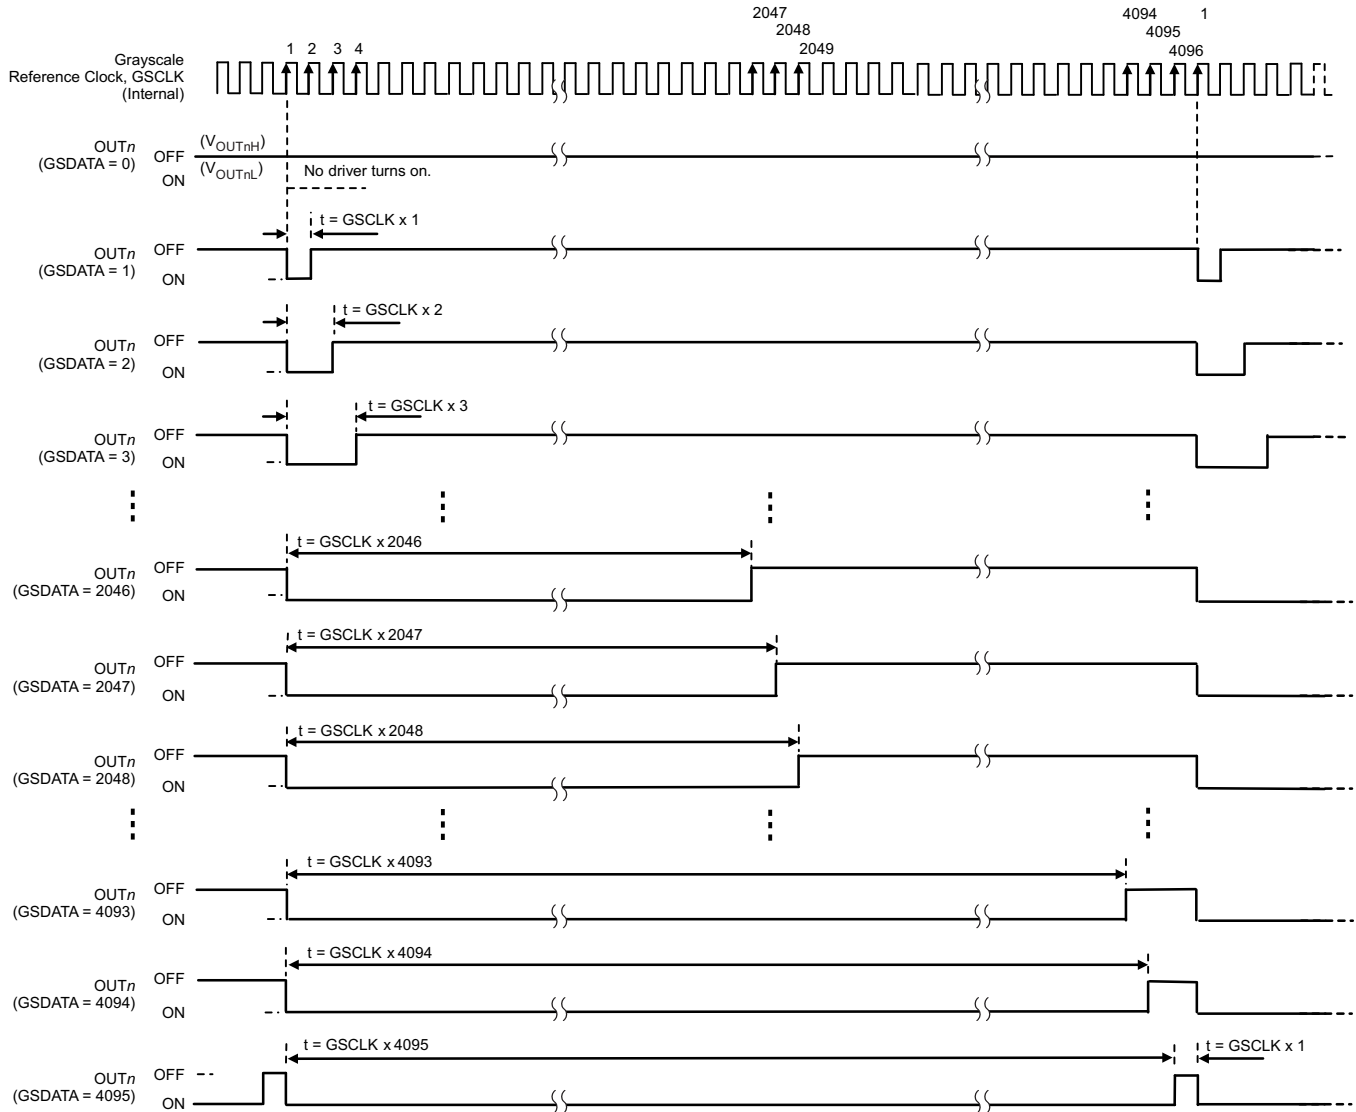 2047
2048
2049
4094
4095
4096
1
1 2 3 4
Grayscale
Reference Clock, GSCLK
(Internal)
OUTn
(GSDATA = 0)
OFF
ON
(VOUTnH)
(VOUTnL)
No driver turns on.
t = GSCLK x 1
OUTn
(GSDATA = 1)
OFF
ON
t = GSCLK x 2
OUTn
(GSDATA = 2)
OFF
ON
t = GSCLK x 3
OUTn
(GSDATA = 3)
OFF
ON
t = GSCLK x 2046
OUTn
(GSDATA = 2046)
OFF
ON
t = GSCLK x 2047
OUTn
(GSDATA = 2047)
OFF
ON
t = GSCLK x 2048
OUTn
(GSDATA = 2048)
OFF
ON
t = GSCLK x 4093
OUTn
(GSDATA = 4093)
OFF
ON
t = GSCLK x 4094
OUTn
(GSDATA = 4094)
OFF
ON
t = GSCLK x 4095
t = GSCLK x 1
OUTn
(GSDATA = 4095)
OFF
ON